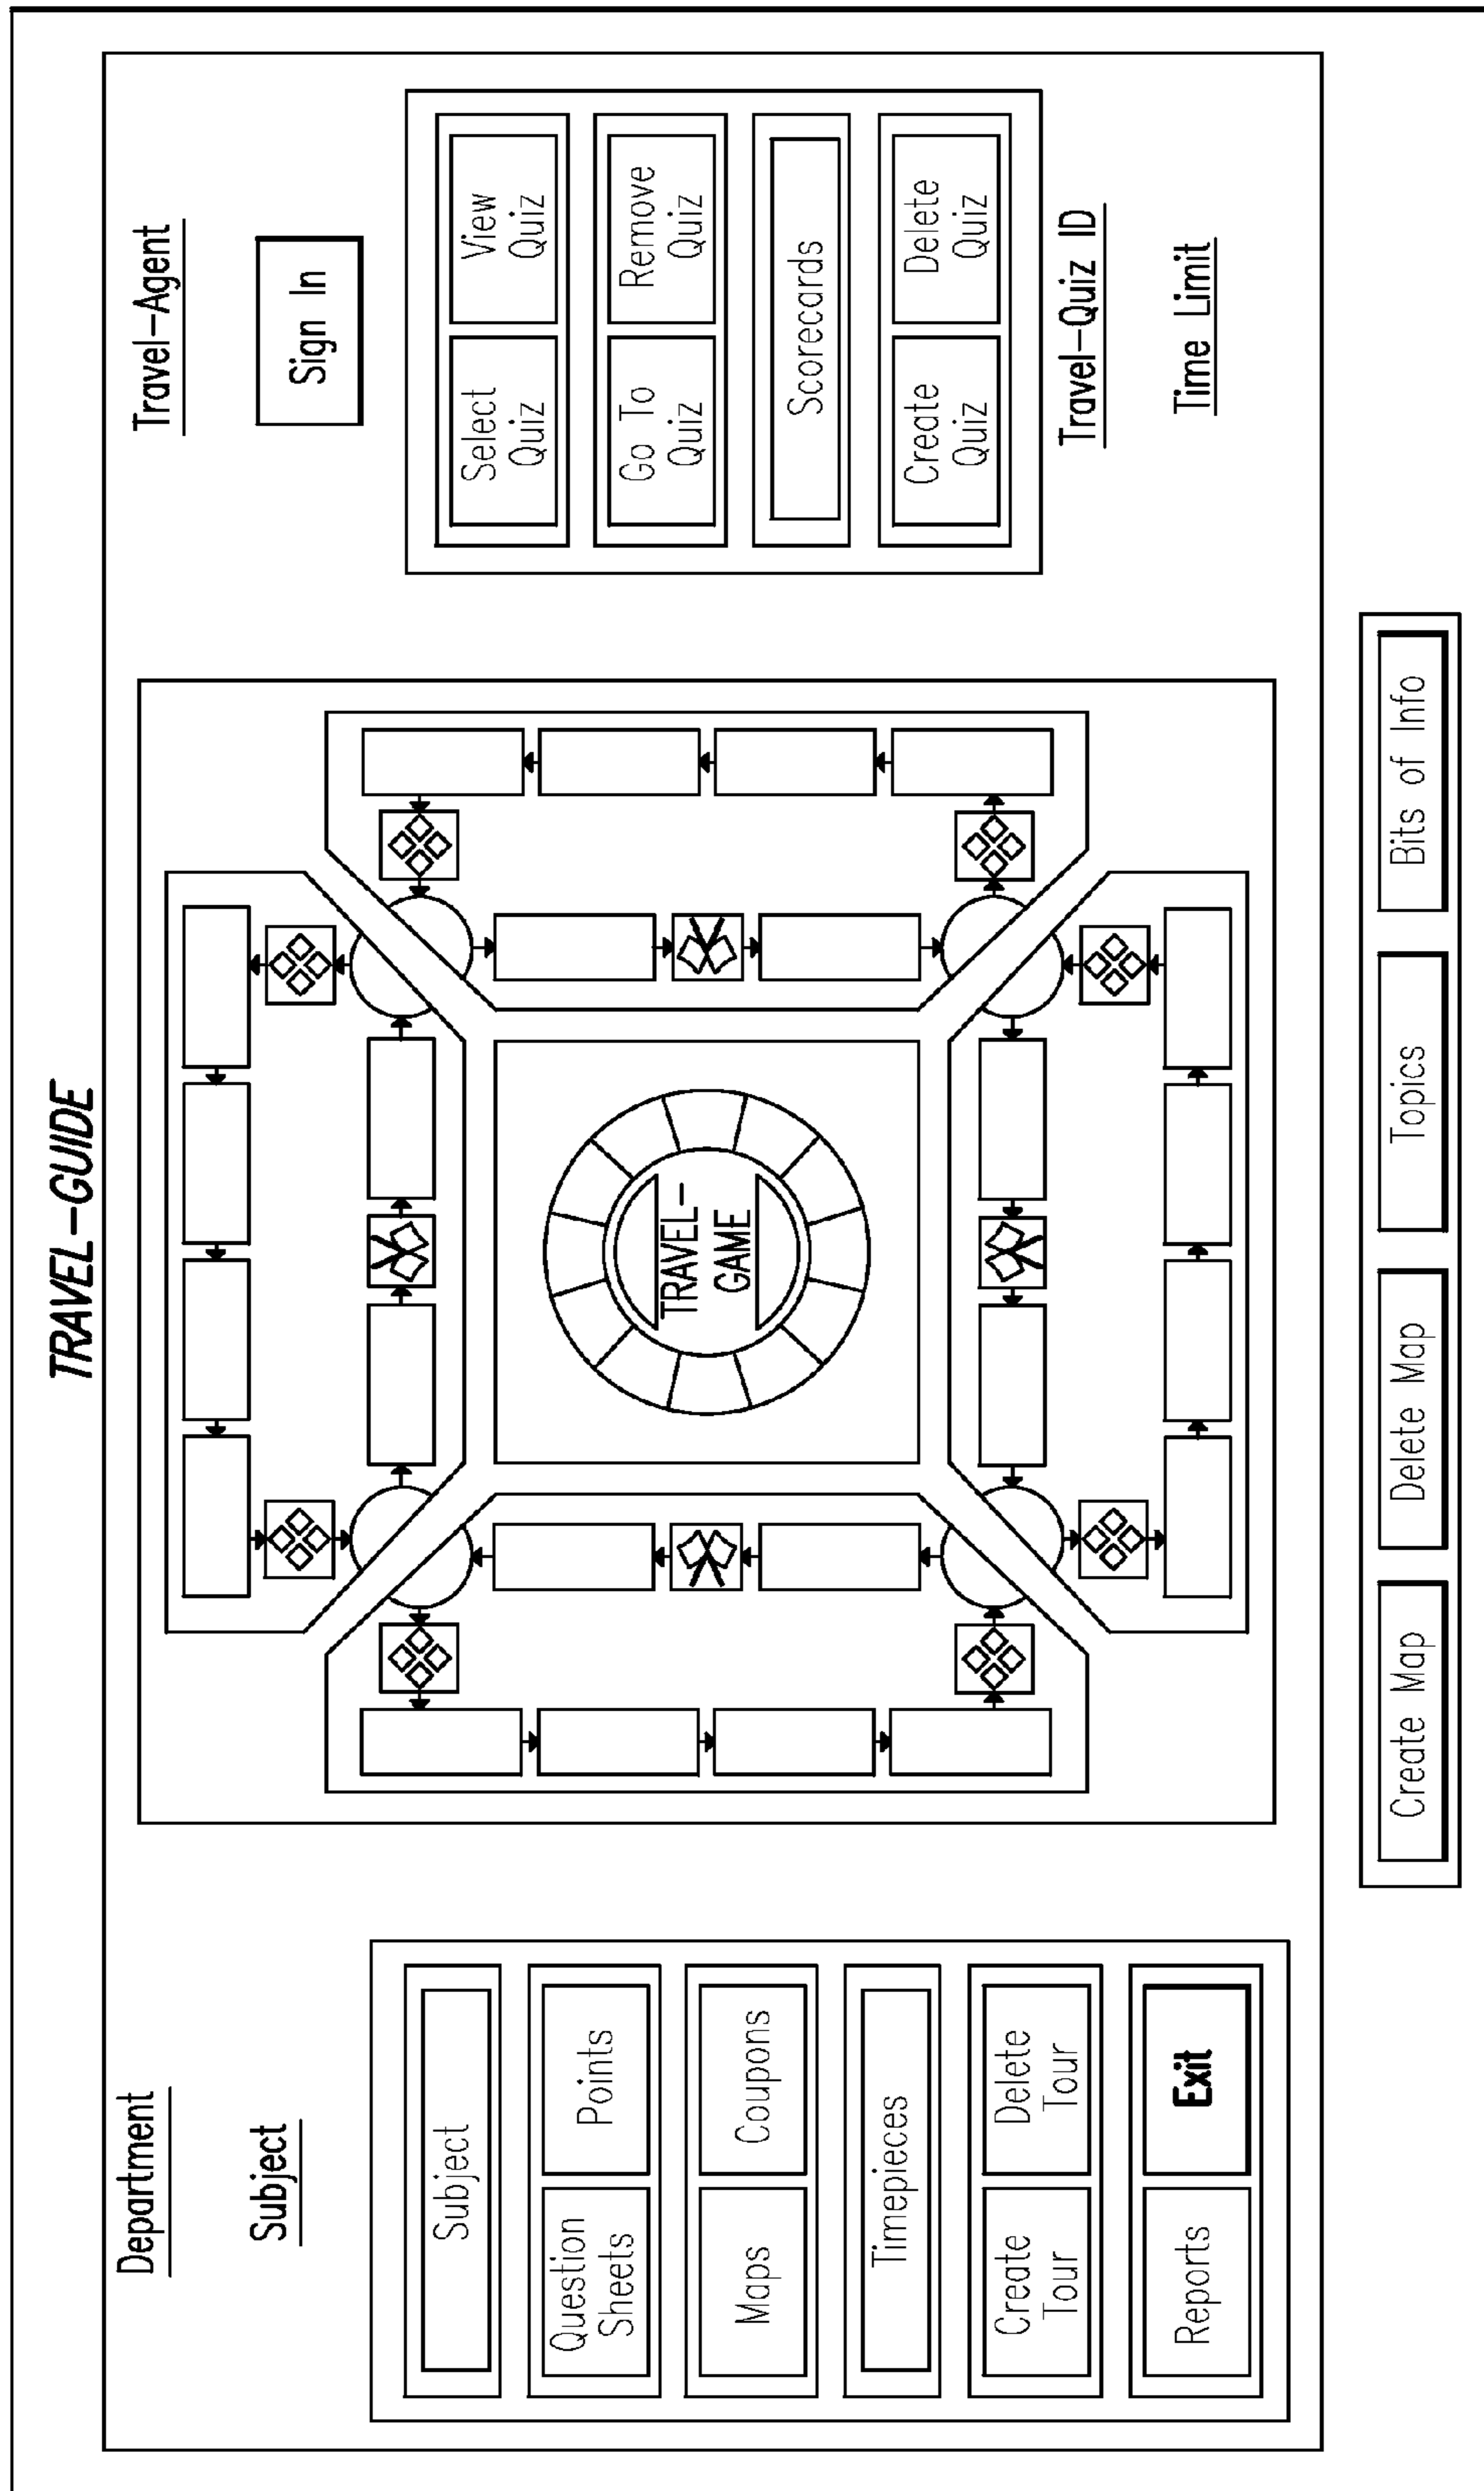 TRAVEL-GUIDE
Department
Subject
Subject
Question
Sheets
Points
Maps
Coupons
Timepieces
Create
Tour
Delete
Tour
Reports
Exit
TRAVEL-
GAME
Travel-Agent
Sign In
Select
Quiz
View
Quiz
Go To
Quiz
Remove
Quiz
Scorecards
Create
Quiz
Delete
Quiz
Travel-Quiz ID
Time Limit
Create Map
Delete Map
Topics
Bits of Info